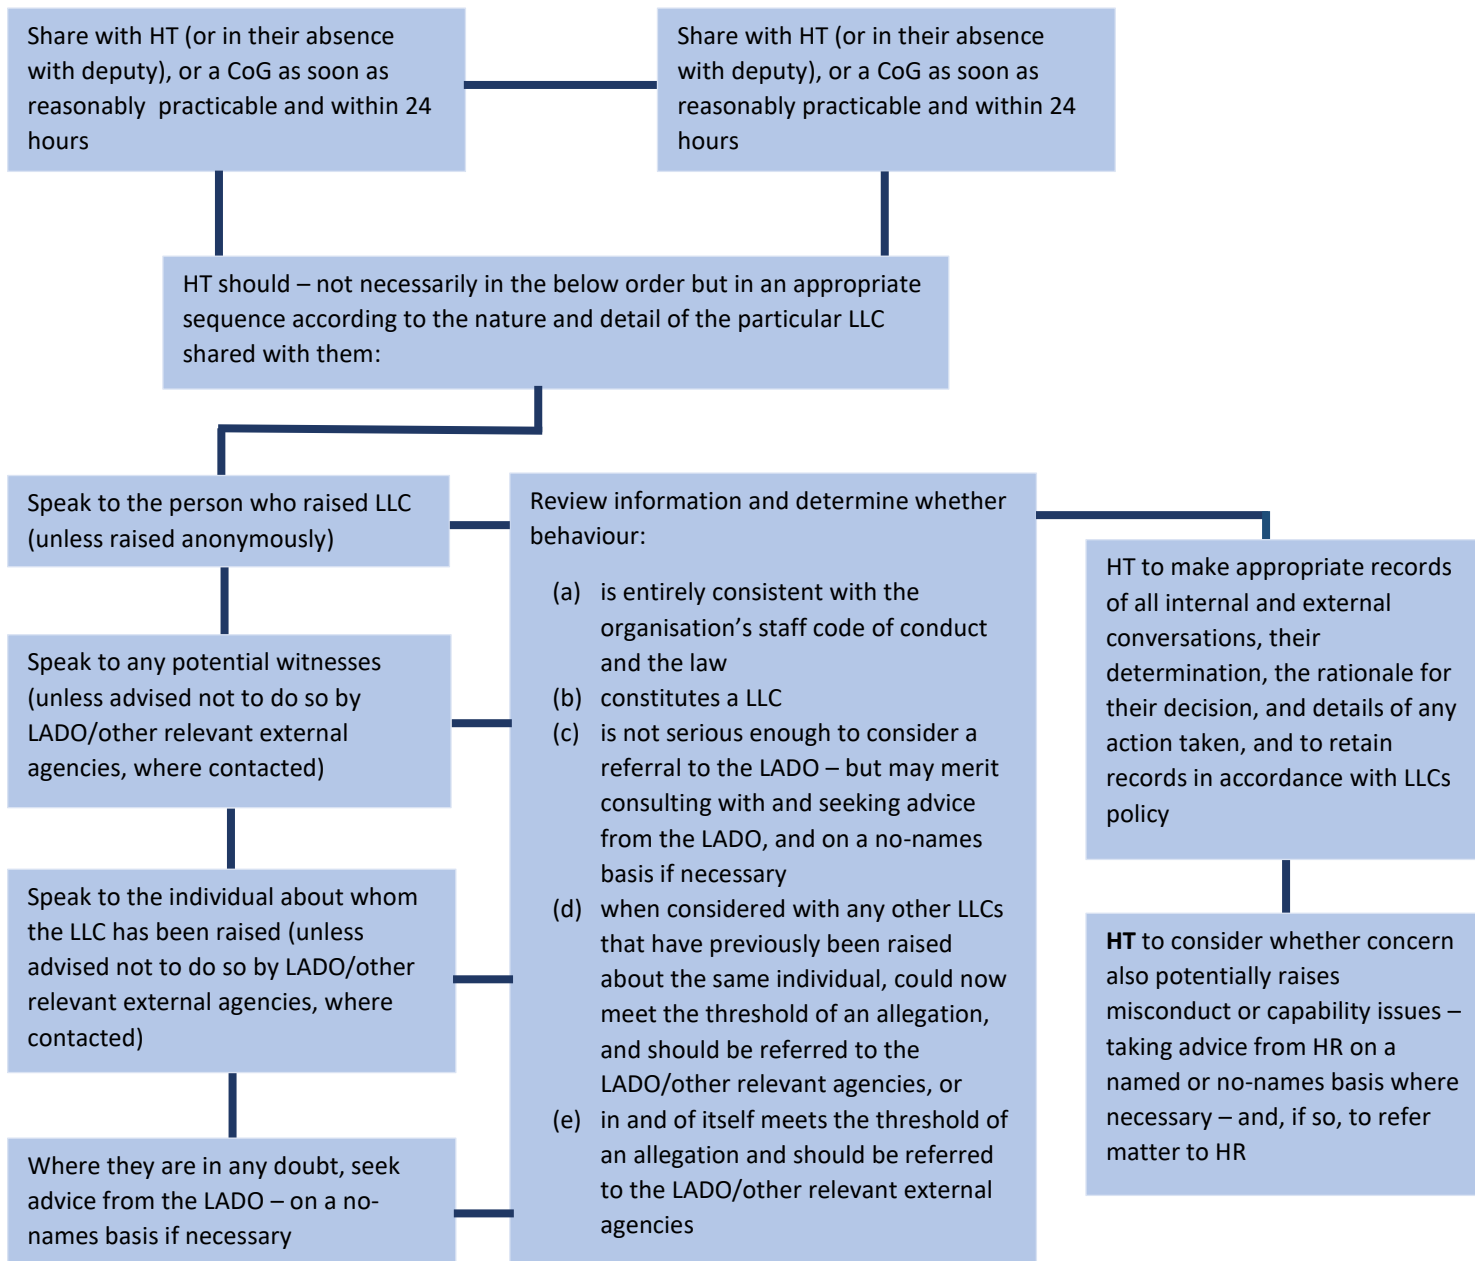 Share with HT (or in their absence
with deputy), or a CoG as soon as
reasonably  practicable and within 24
hours
Share with HT (or in their absence
with deputy), or a CoG as soon as
reasonably practicable and within 24
hours
HT should – not necessarily in the below order but in an appropriate
sequence according to the nature and detail of the particular LLC
shared with them:
Speak to the person who raised LLC
(unless raised anonymously)
Speak to any potential witnesses
(unless advised not to do so by
LADO/other relevant external
agencies, where contacted)
Speak to the individual about whom
the LLC has been raised (unless
advised not to do so by LADO/other
relevant external agencies, where
contacted)
Where they are in any doubt, seek
advice from the LADO – on a no-
names basis if necessary
Review information and determine whether
behaviour:
(a) is entirely consistent with the
organisation’s staff code of conduct
and the law
(b) constitutes a LLC
(c) is not serious enough to consider a
referral to the LADO – but may merit
consulting with and seeking advice
from the LADO, and on a no-names
basis if necessary
(d) when considered with any other LLCs
that have previously been raised
about the same individual, could now
meet the threshold of an allegation,
and should be referred to the
LADO/other relevant agencies, or
(e) in and of itself meets the threshold of
an allegation and should be referred
to the LADO/other relevant external
agencies
HT to make appropriate records
of all internal and external
conversations, their
determination, the rationale for
their decision, and details of any
action taken, and to retain
records in accordance with LLCs
policy
HT to consider whether concern
also potentially raises
misconduct or capability issues –
taking advice from HR on a
named or no-names basis where
necessary – and, if so, to refer
matter to HR